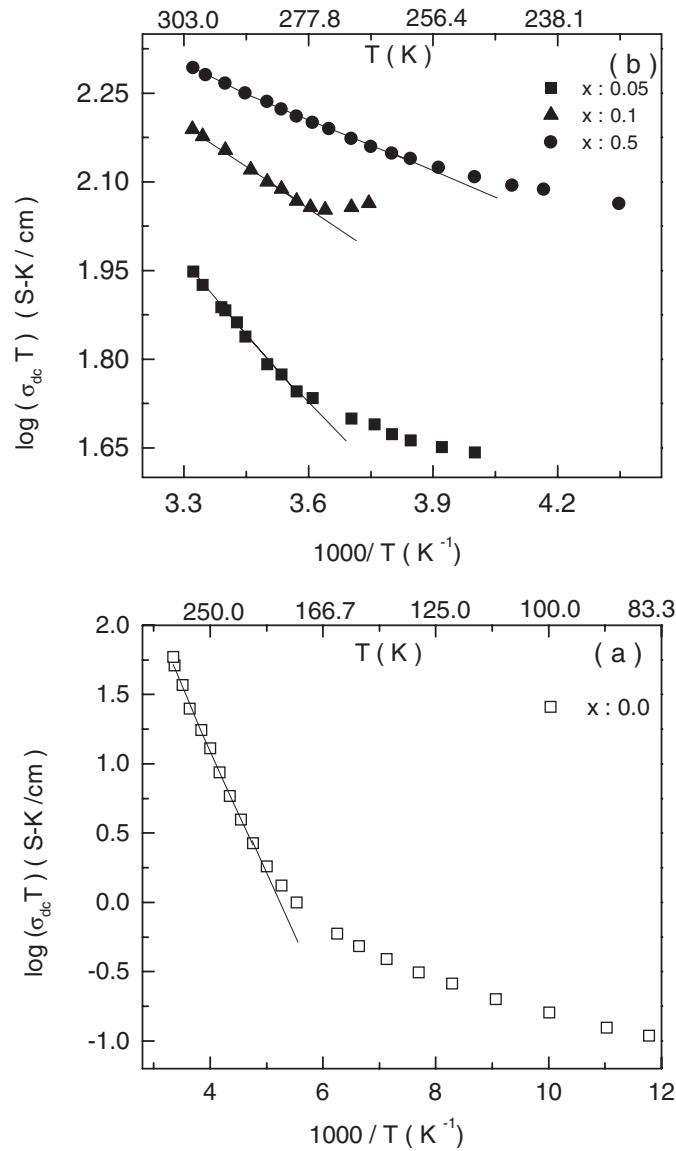 303.0 277.8 256.4 238.1
T ( K )
( b )
x : 0.05
x : 0.1
x : 0.5
2.25
2.10
1.95
1.80
1.65
log ( σdc T ) ( S-K / cm )
3.3 3.6 3.9 4.2
1000/ T ( K -1 )
250.0 166.7 125.0 100.0 83.3
T ( K )
( a )
x : 0.0
2.0
1.5
1.0
0.5
0.0
-0.5
-1.0
log (σdc T ) ( S-K /cm )
4 6 8 10 12
1000 / T ( K -1 )